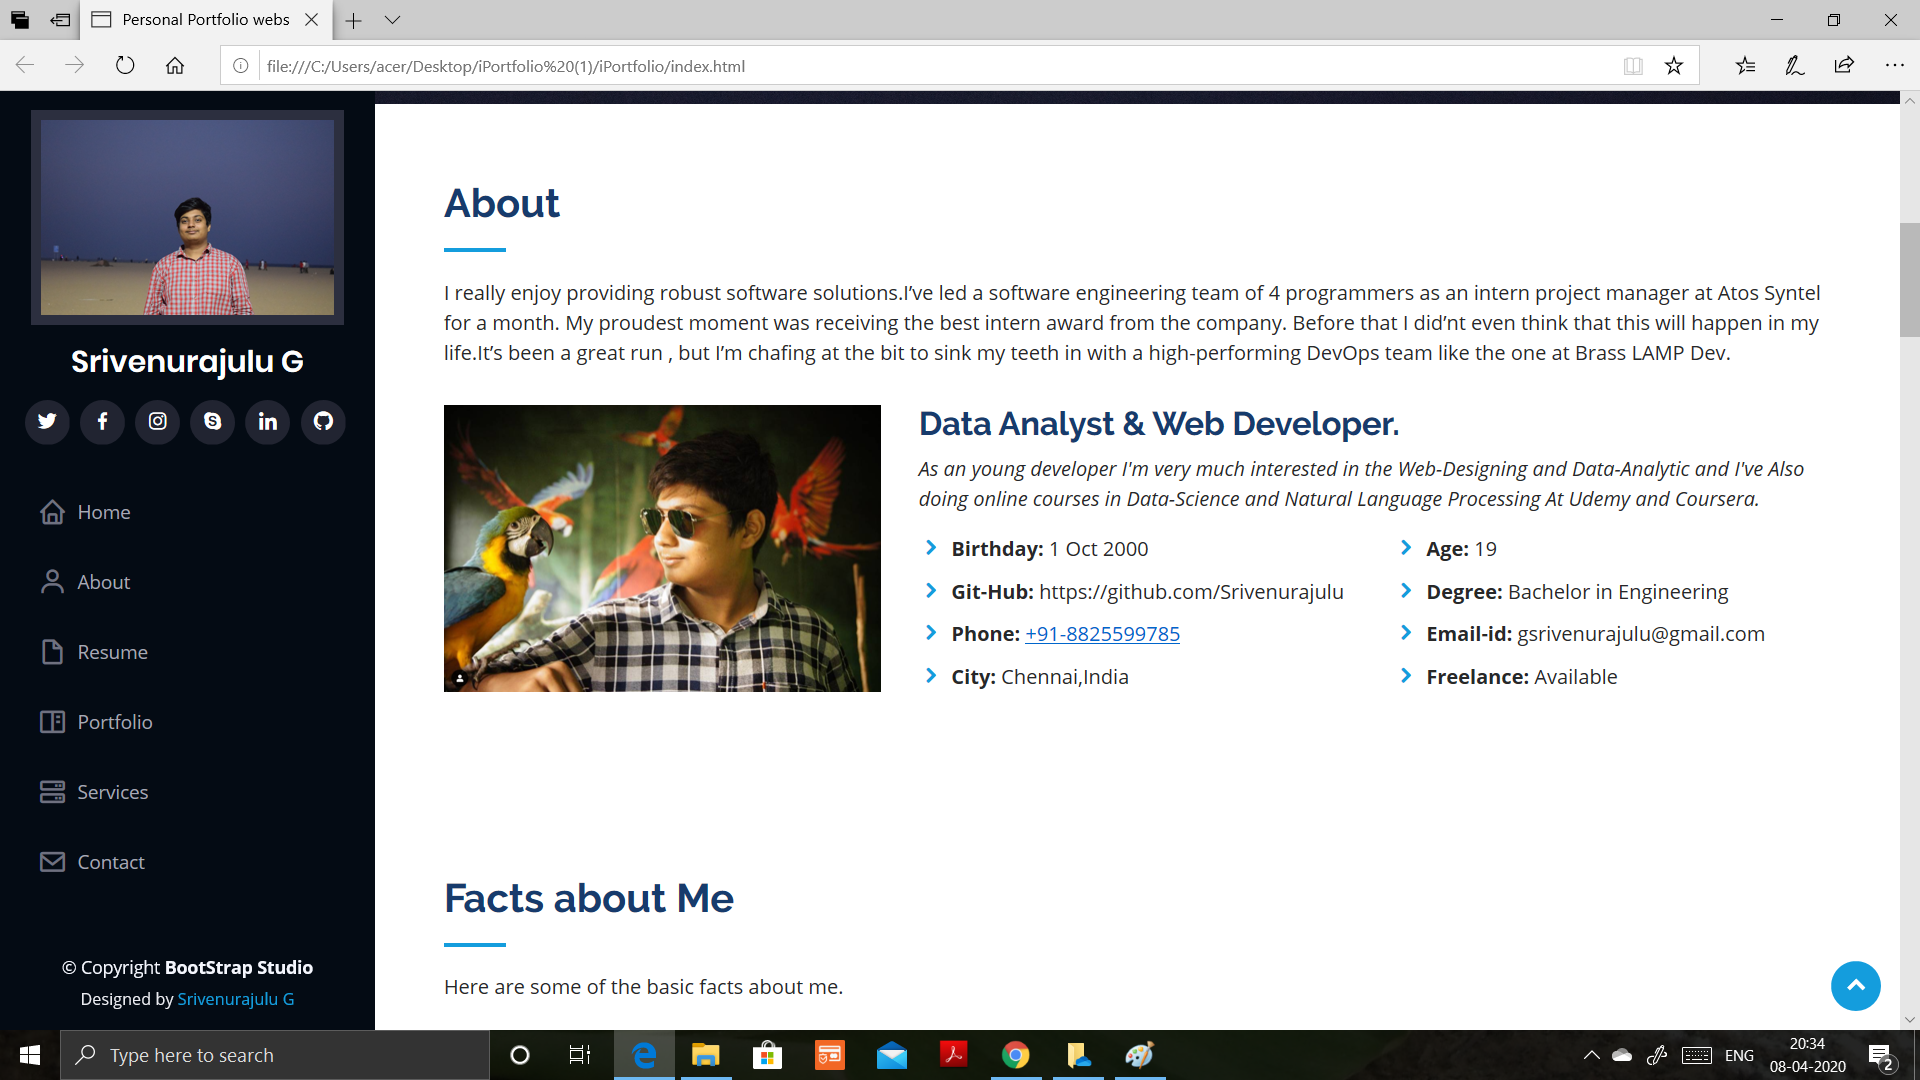 Personal Portfolio webs
file:///C:/Users/acer/Desktop/iPortfolio%20(1)/iPortfolio/index.html
Srivenurajulu G
Home
About
Resume
Portfolio
Services
Contact
© Copyright BootStrap Studio
Designed by Srivenurajulu G
About
I really enjoy providing robust software solutions.I’ve led a software engineering team of 4 programmers as an intern project manager at Atos Syntel
for a month. My proudest moment was receiving the best intern award from the company. Before that I did’nt even think that this will happen in my
life.It’s been a great run , but I’m chafing at the bit to sink my teeth in with a high-performing DevOps team like the one at Brass LAMP Dev.
Data Analyst & Web Developer.
As an young developer I'm very much interested in the Web-Designing and Data-Analytic and I've Also
doing online courses in Data-Science and Natural Language Processing At Udemy and Coursera.
Birthday: 1 Oct 2000
Git-Hub: https://github.com/Srivenurajulu
Phone: +91-8825599785
City: Chennai,India
Age: 19
Degree: Bachelor in Engineering
Email-id: gsrivenurajulu@gmail.com
Freelance: Available
Facts about Me
Here are some of the basic facts about me.
Type here to search
ENG
20:34
08-04-2020
2